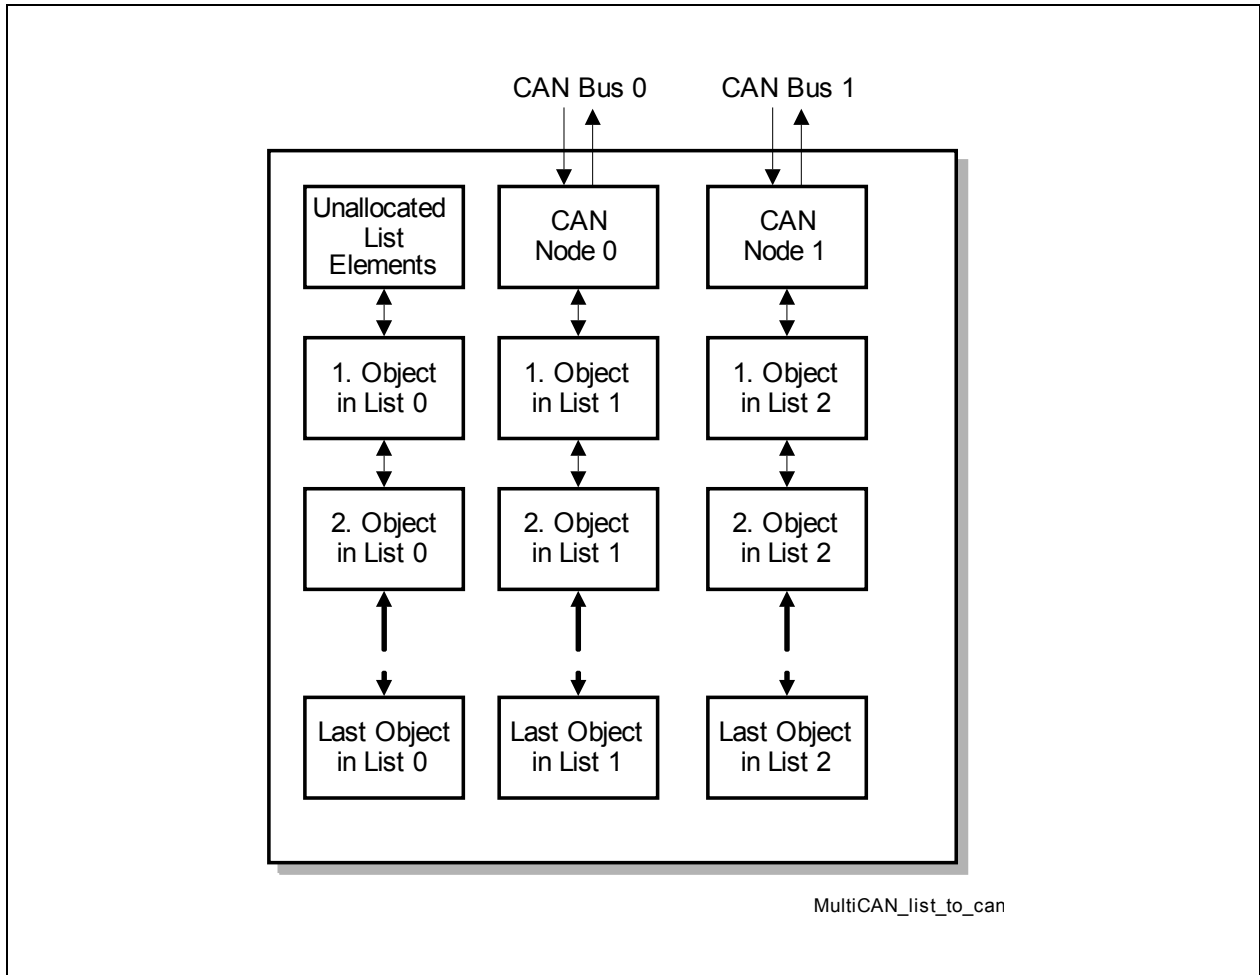 CAN Bus 0
CAN Bus 1
Unallocated
List
Elements
CAN
Node 0
CAN
Node 1
1. Object
in List 0
1. Object
in List 1
1. Object
in List 2
2. Object
in List 0
2. Object
in List 1
2. Object
in List 2
Last Object
in List 0
Last Object
in List 1
Last Object
in List 2
MultiCAN_list_to_can